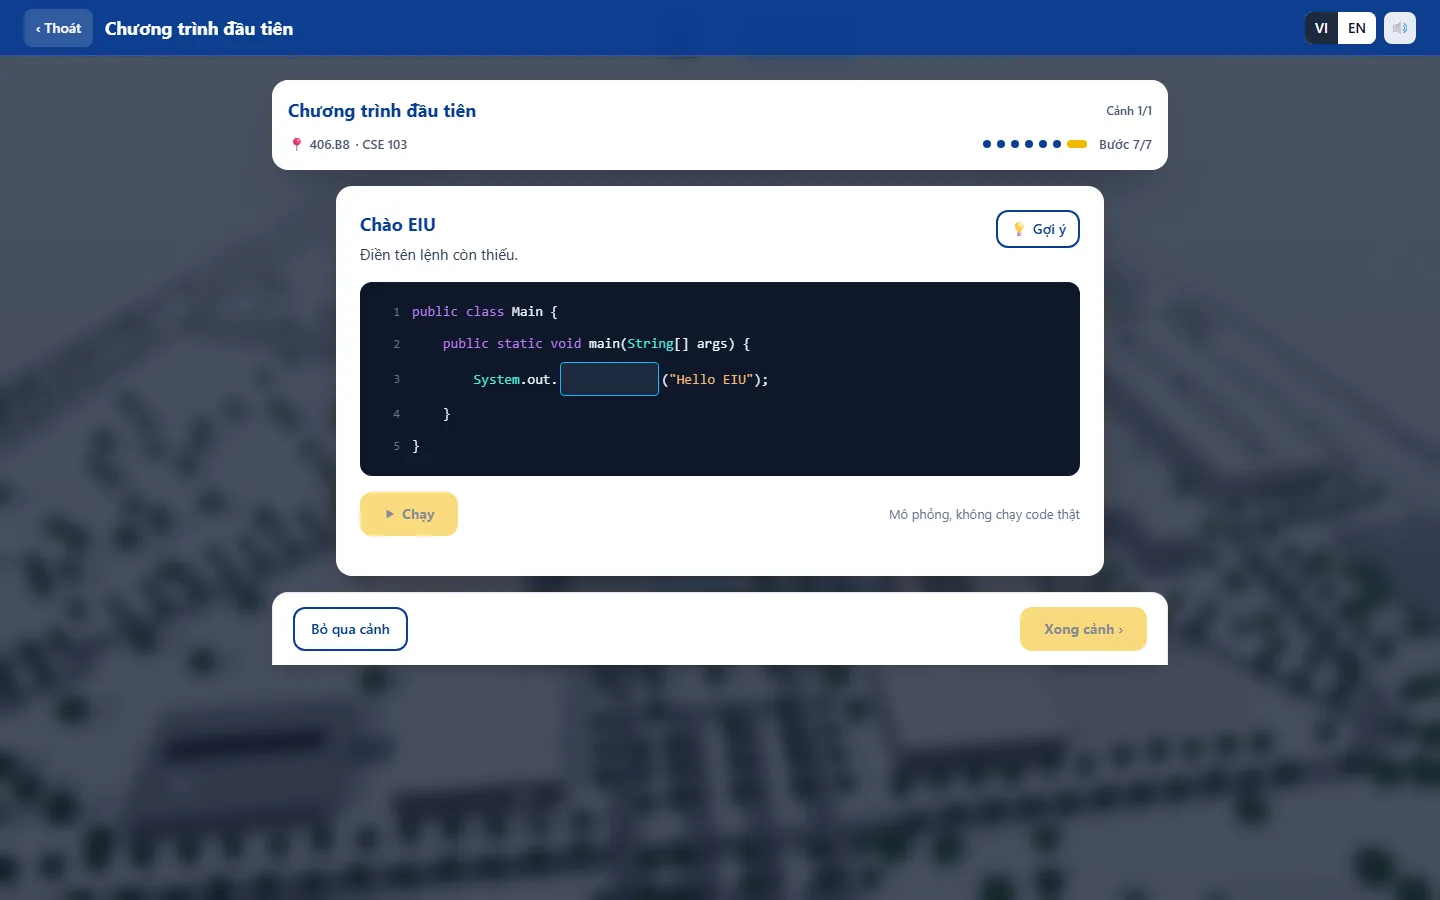 ‹ Thoát
Chương trình đầu tiên
VI EN
Chương trình đầu tiên
Cảnh 1/1
406.B8 · CSE 103
Bước 7/7
Chào EIU
Gợi ý
Điền tên lệnh còn thiếu.
1 public class Main {
2 public static void main(String[] args) {
3 System.out. ("Hello EIU");
4 }
5 }
Chạy
Mô phỏng, không chạy code thật
Bỏ qua cảnh
Xong cảnh ›